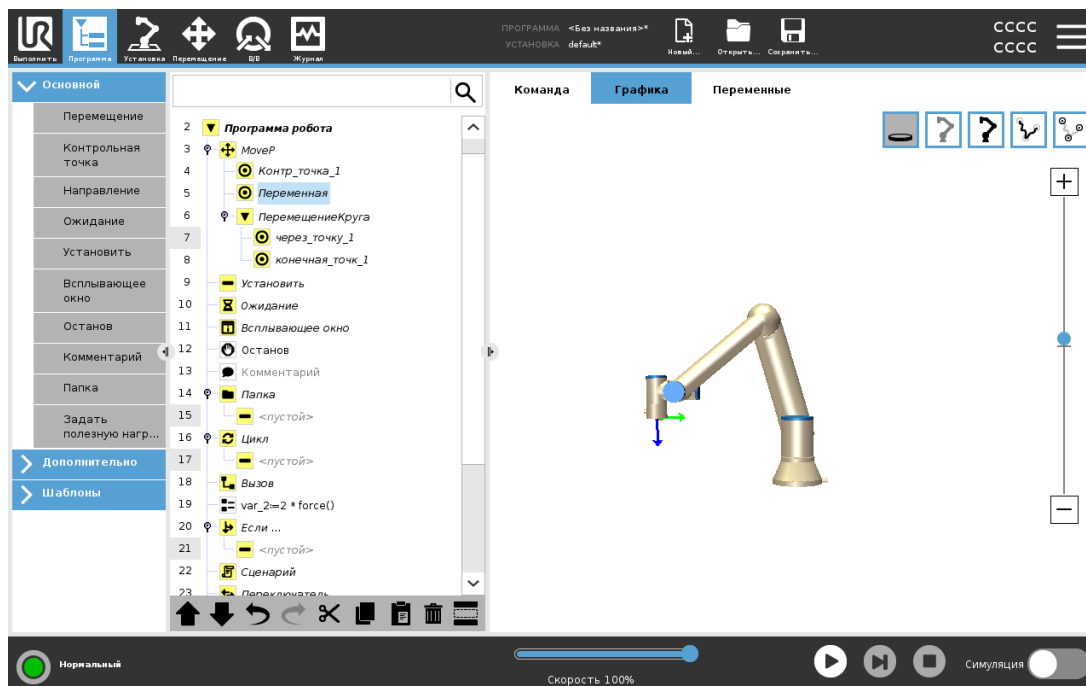 ПРОГРАММА <Без названия>*
УСТАНОВКА default*
CCCC
CCCC
Выполнить Программа Установка Перемещение В/В Журнал
Новый... Открыть... Сохранить...
Основной
Перемещение
Контрольная
точка
Направление
Ожидание
Установить
Всплывающее
окно
Останов
Комментарий
Папка
Задать
полезную нагр...
Дополнительно
Шаблоны
2 Программа робота
3 MoveP
4 Контр_точка_1
5 Переменная
6 ПеремещениеКруга
7 через_точку_1
8 конечная_точк_1
9 Установить
10 Ожидание
11 Всплывающее окно
12 Останов
13 Комментарий
14 Папка
15 <пустой>
16 Цикл
17 <пустой>
18 Вызов
19 var_2≔2 * force()
20 Если ...
21 <пустой>
22 Сценарий
23 Переключатель
Команда Графика Переменные
Нормальный
Скорость 100%
Симуляция